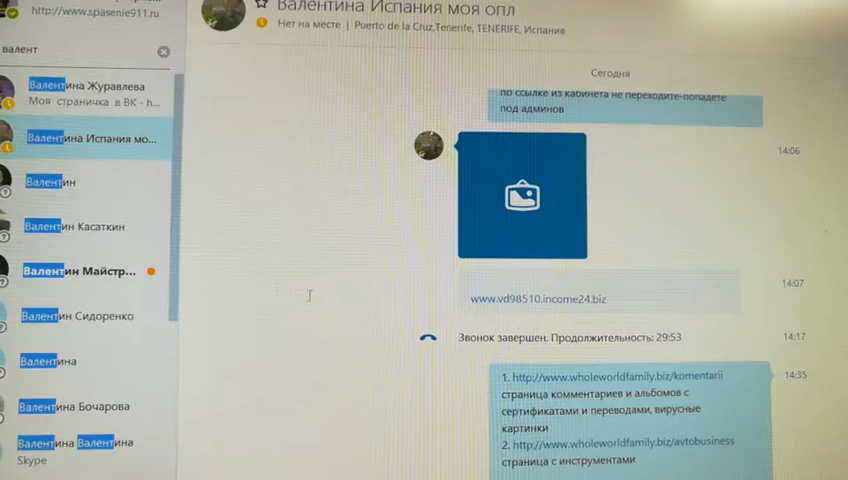 http://www.spasenie911.ru
валент
Валентина Журавлева
Моя страничка в ВК - h...
Валентина Испания мо...
Валентин
Валентин Касаткин
Валентин Майстр...
Валентин Сидоренко
Валентина
Валентина Бочарова
Валентина Валентина
Skype
Валентина Испания моя опл
Нет на месте | Puerto de la Cruz,Tenerife, TENERIFE, Испания
Сегодня
по ссылке из кабинета не переходите-попадете
под админов
14:06
14:07
www.vd98510.income24.biz
Звонок завершен. Продолжительность: 29:53
14:17
1. http://www.wholeworldfamily.biz/komentarii
14:35
страница комментариев и альбомов с
сертификатами и переводами, вирусные
картинки
2. http://www.wholeworldfamily.biz/avtobusiness
страница с инструментами